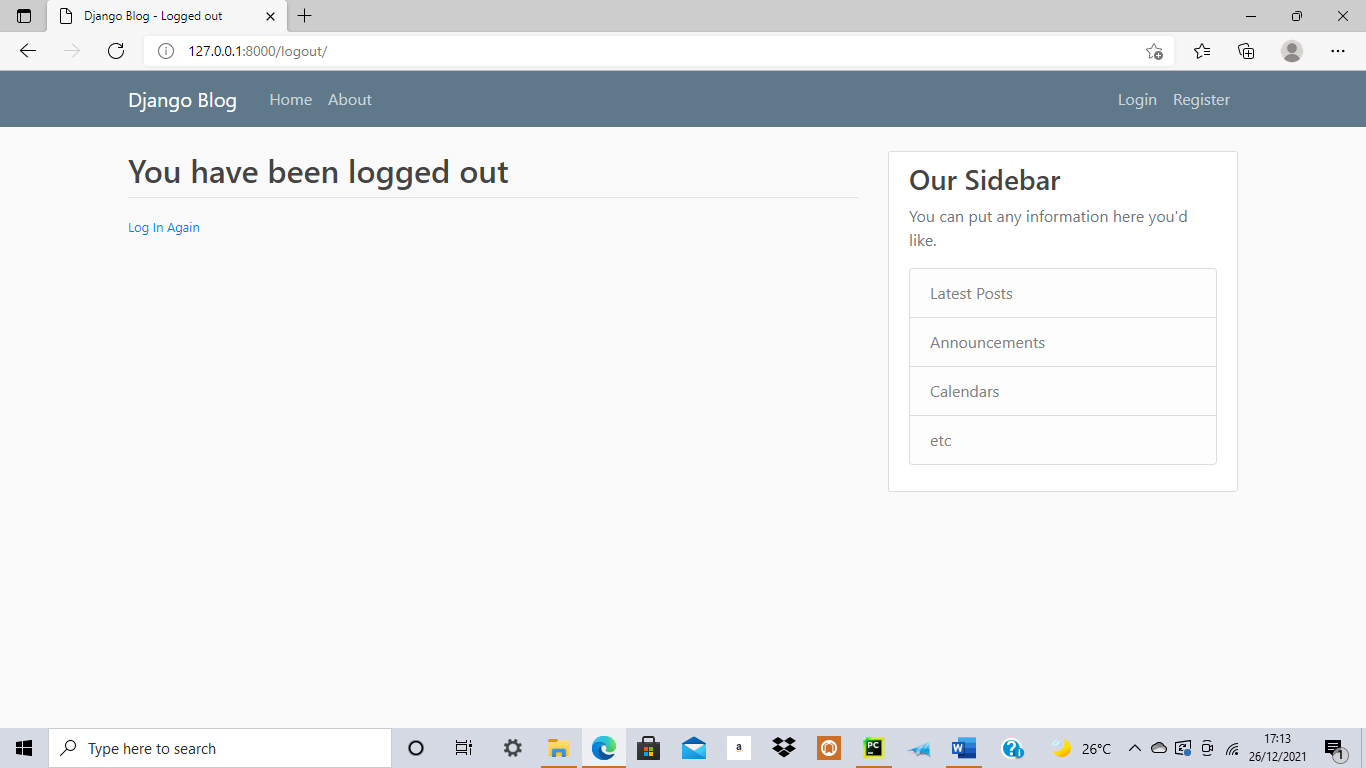 Django Blog - Logged out
127.0.0.1:8000/logout/
Django Blog Home About Login Register
You have been logged out
Log In Again
Our Sidebar
You can put any information here you'd
like.
Latest Posts
Announcements
Calendars
etc
Type here to search
a
PC
W
26°C
17:13
26/12/2021
1